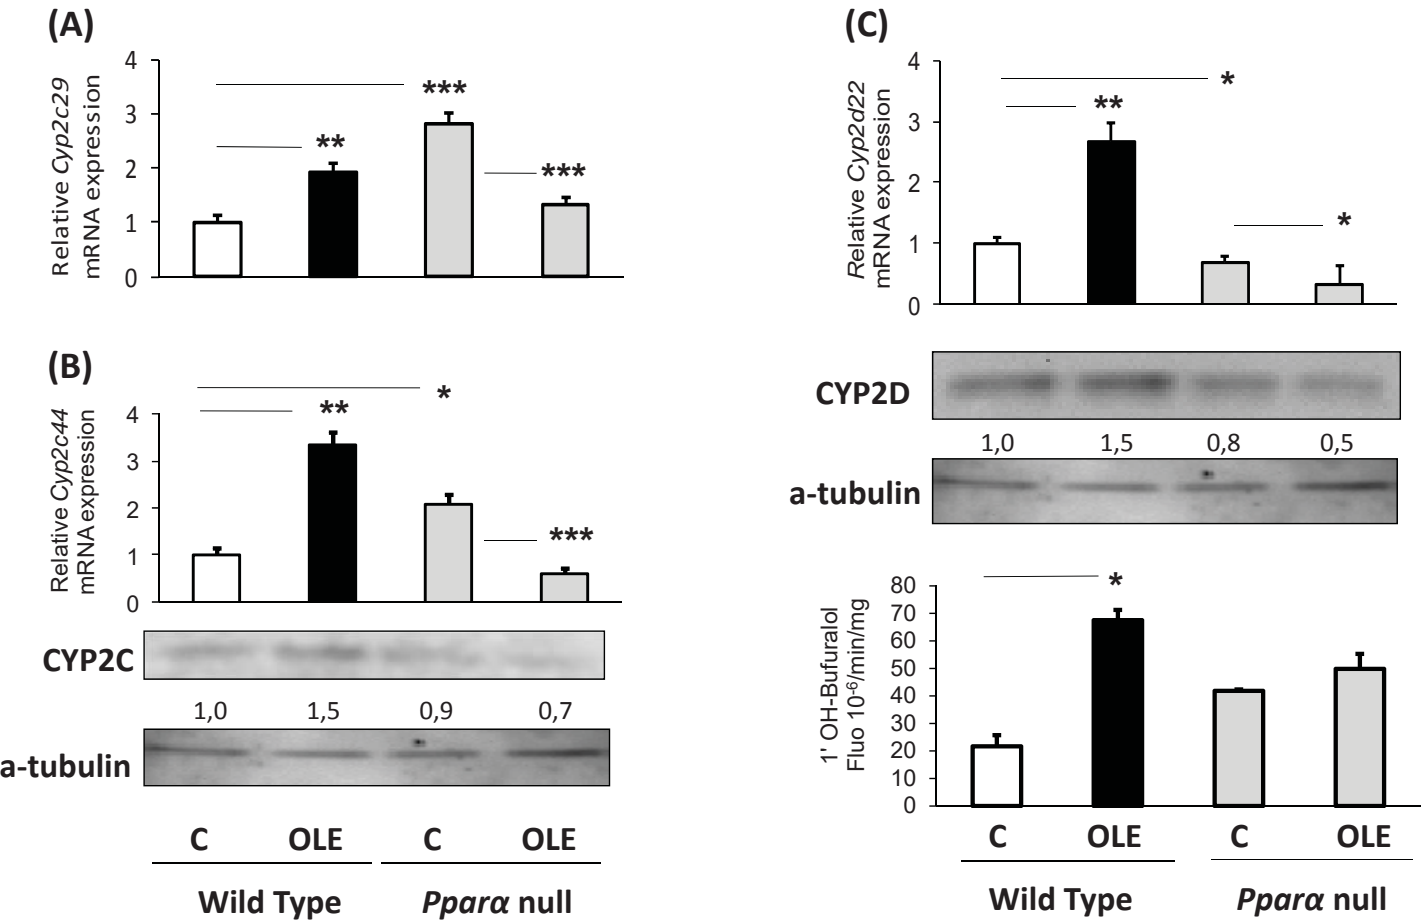 (A)
Relative Cyp2c29
mRNA expression
4
3
2
1
0
**
***
***
(B)
Relative Cyp2c44
mRNA expression
4
3
2
1
0
**
*
***
CYP2C
1,0 1,5 0,9 0,7
a-tubulin
C OLE C OLE
Wild Type Pparα null
(C)
Relative Cyp2d22
mRNA expression
4
3
2
1
0
**
*
*
CYP2D
1,0 1,5 0,8 0,5
a-tubulin
1' OH-Bufuralol
Fluo 10⁻⁶/min/mg
80
70
60
50
40
30
20
10
0
*
C OLE C OLE
Wild Type Pparα null